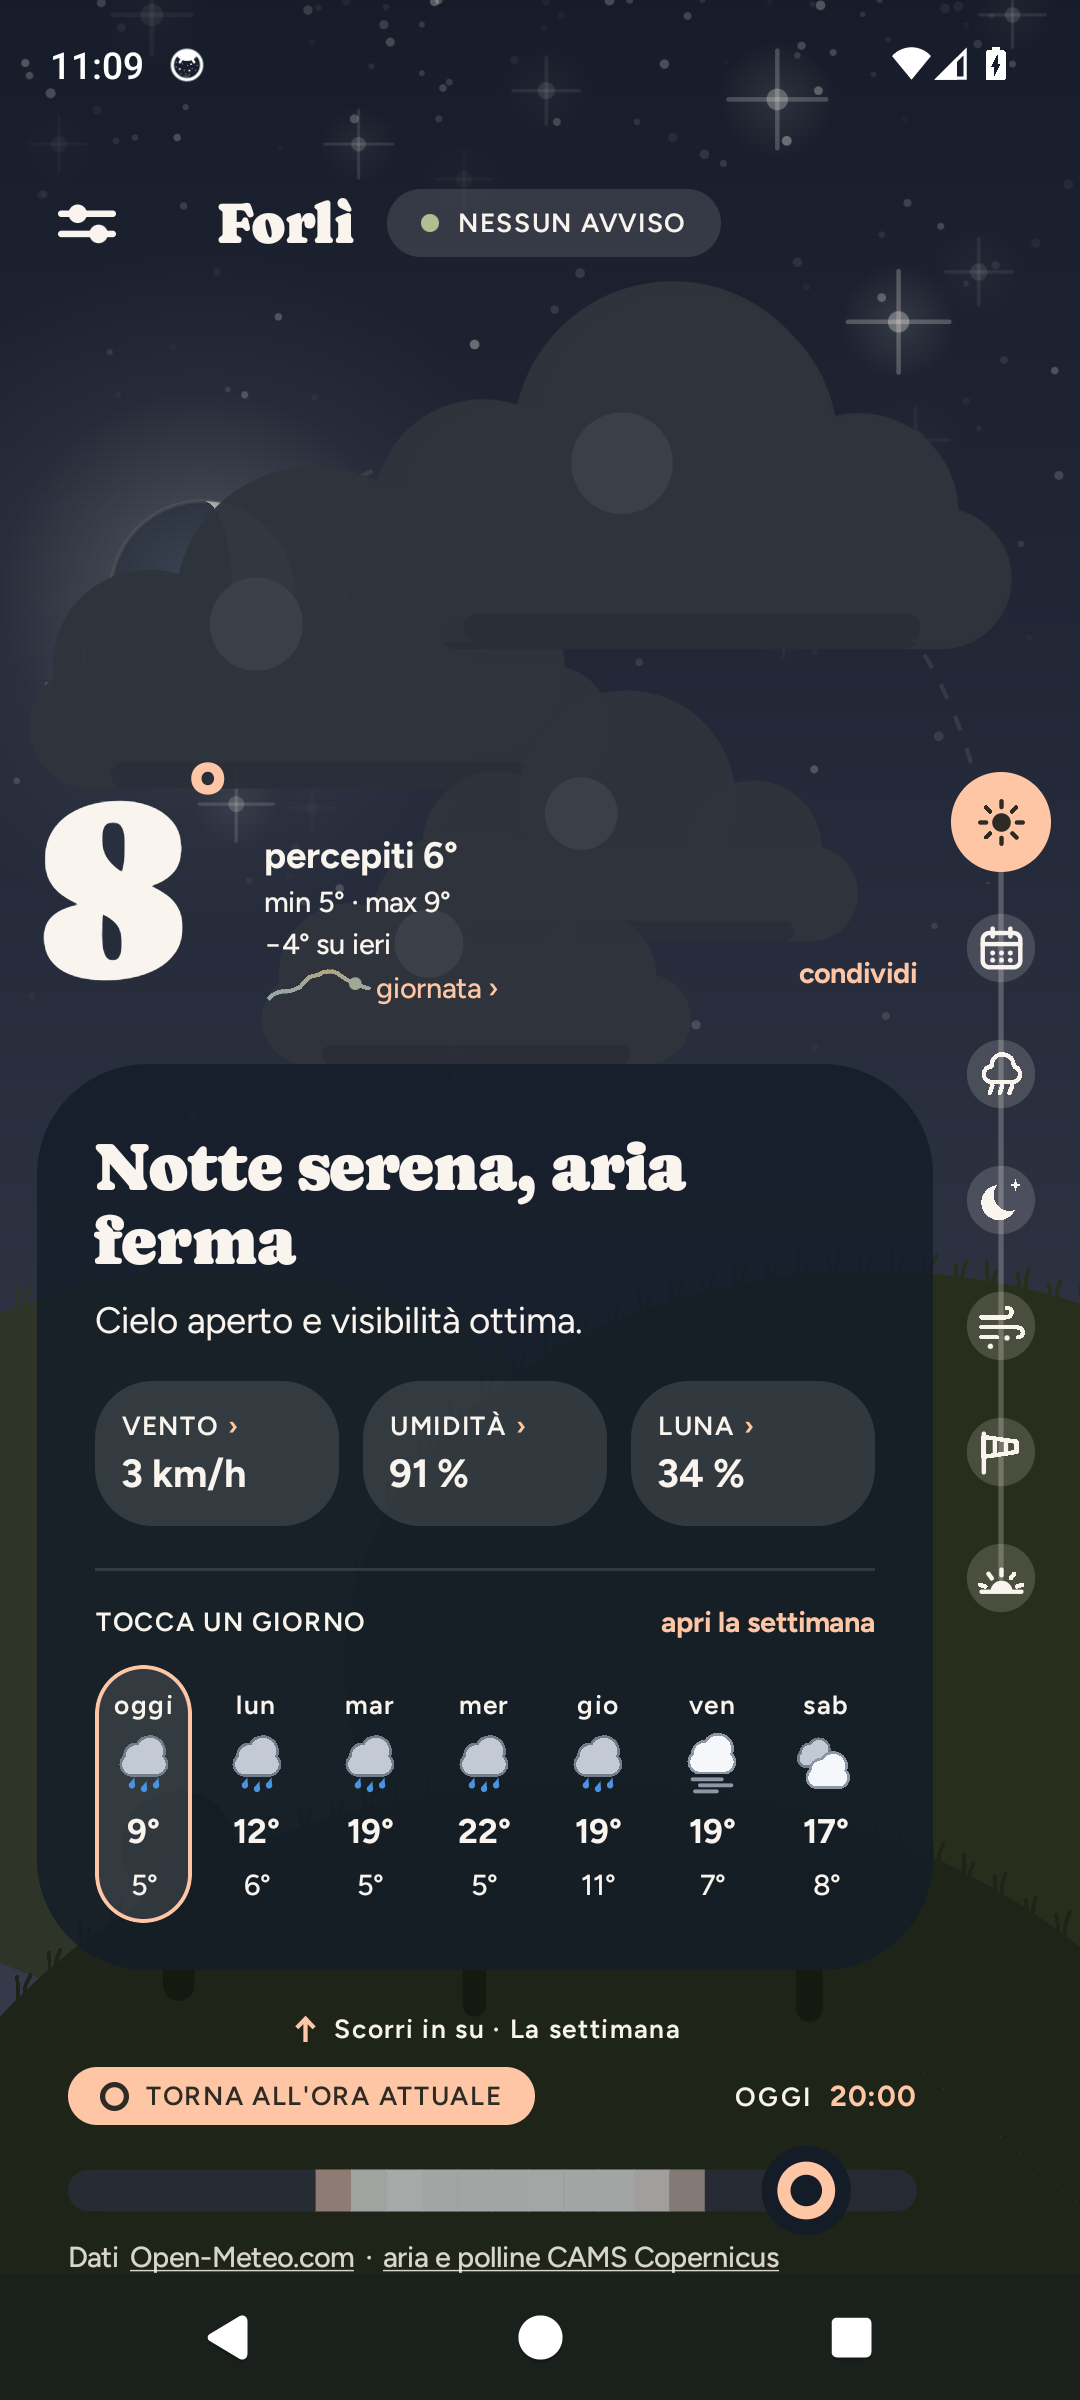 11:09
Forlì
NESSUN AVVISO
8°
percepiti 6°
min 5° · max 9°
−4° su ieri
giornata ›
condividi
Notte serena, aria
ferma
Cielo aperto e visibilità ottima.
VENTO › UMIDITÀ › LUNA ›
3 km/h 91 % 34 %
TOCCA UN GIORNO apri la settimana
oggi lun mar mer gio ven sab
9° 12° 19° 22° 19° 19° 17°
5° 6° 5° 5° 11° 7° 8°
↑ Scorri in su · La settimana
TORNA ALL'ORA ATTUALE OGGI 20:00
Dati Open-Meteo.com · aria e polline CAMS Copernicus